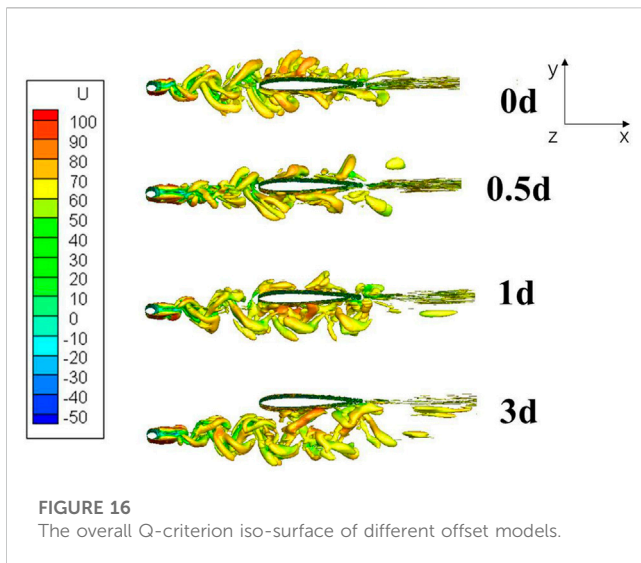 U
100
90
80
70
60
50
40
30
20
10
0
-10
-20
-30
-40
-50
0d
y
z
x
0.5d
1d
3d
FIGURE 16
The overall Q-criterion iso-surface of different offset models.